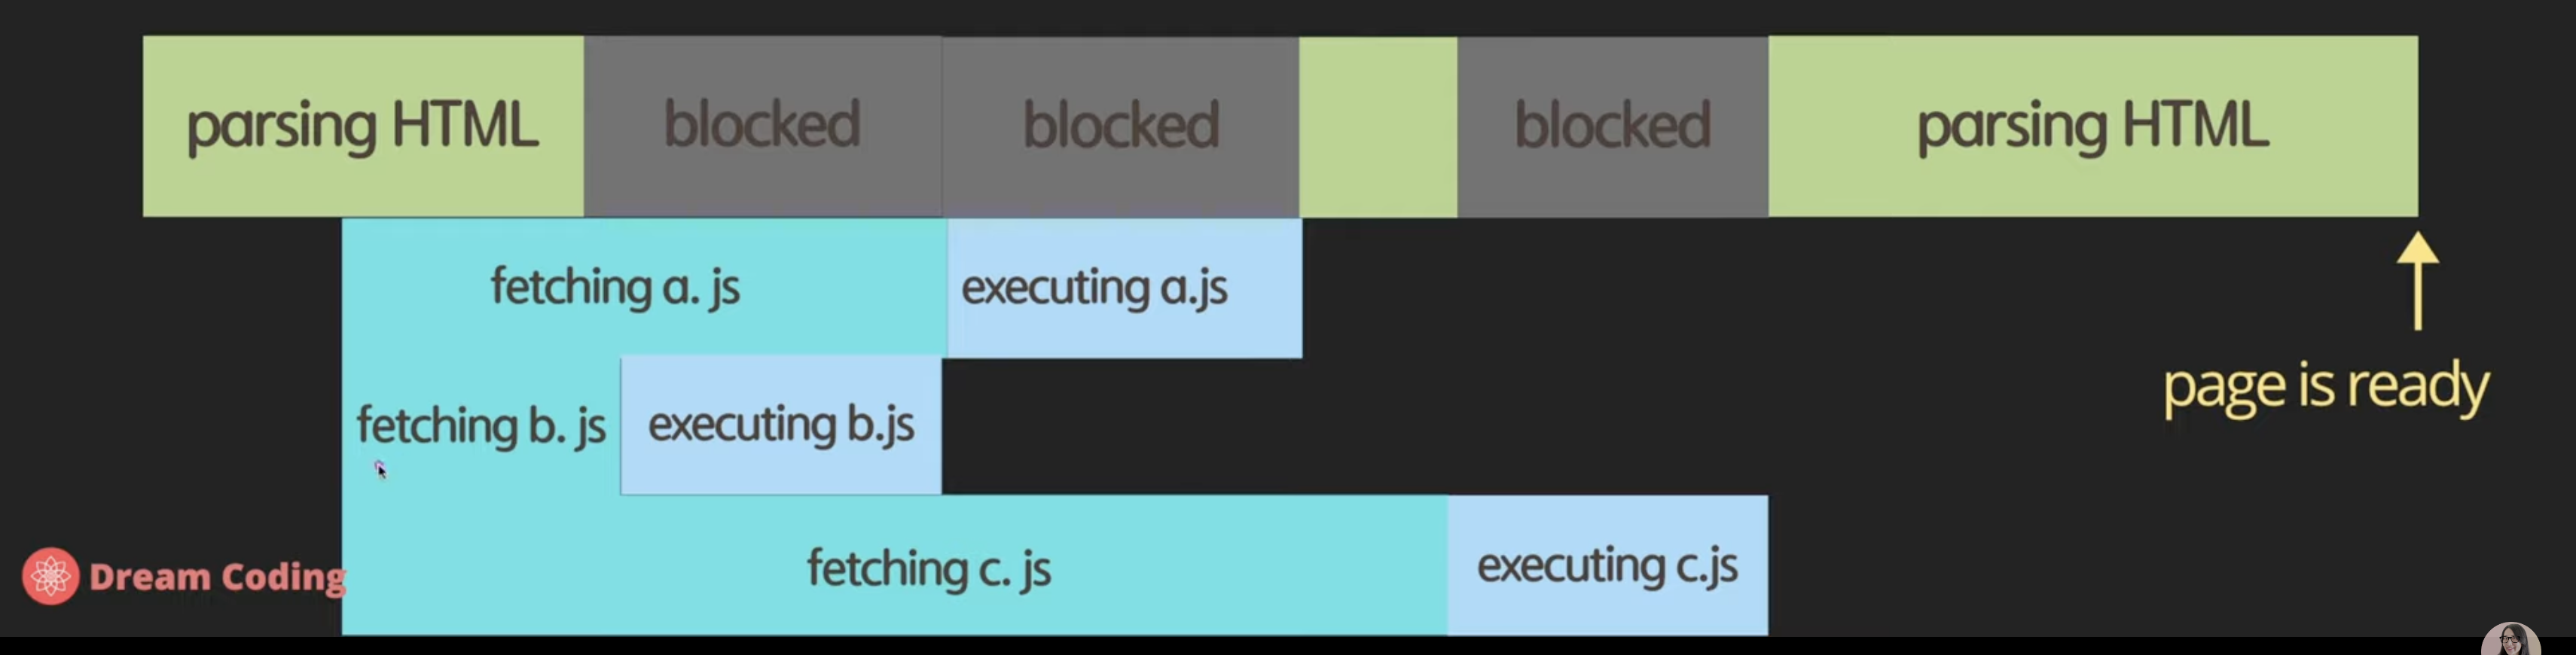 parsing HTML
blocked
blocked
blocked
parsing HTML
fetching a. js
executing a.js
fetching b. js
executing b.js
page is ready
fetching c. js
executing c.js
Dream Coding